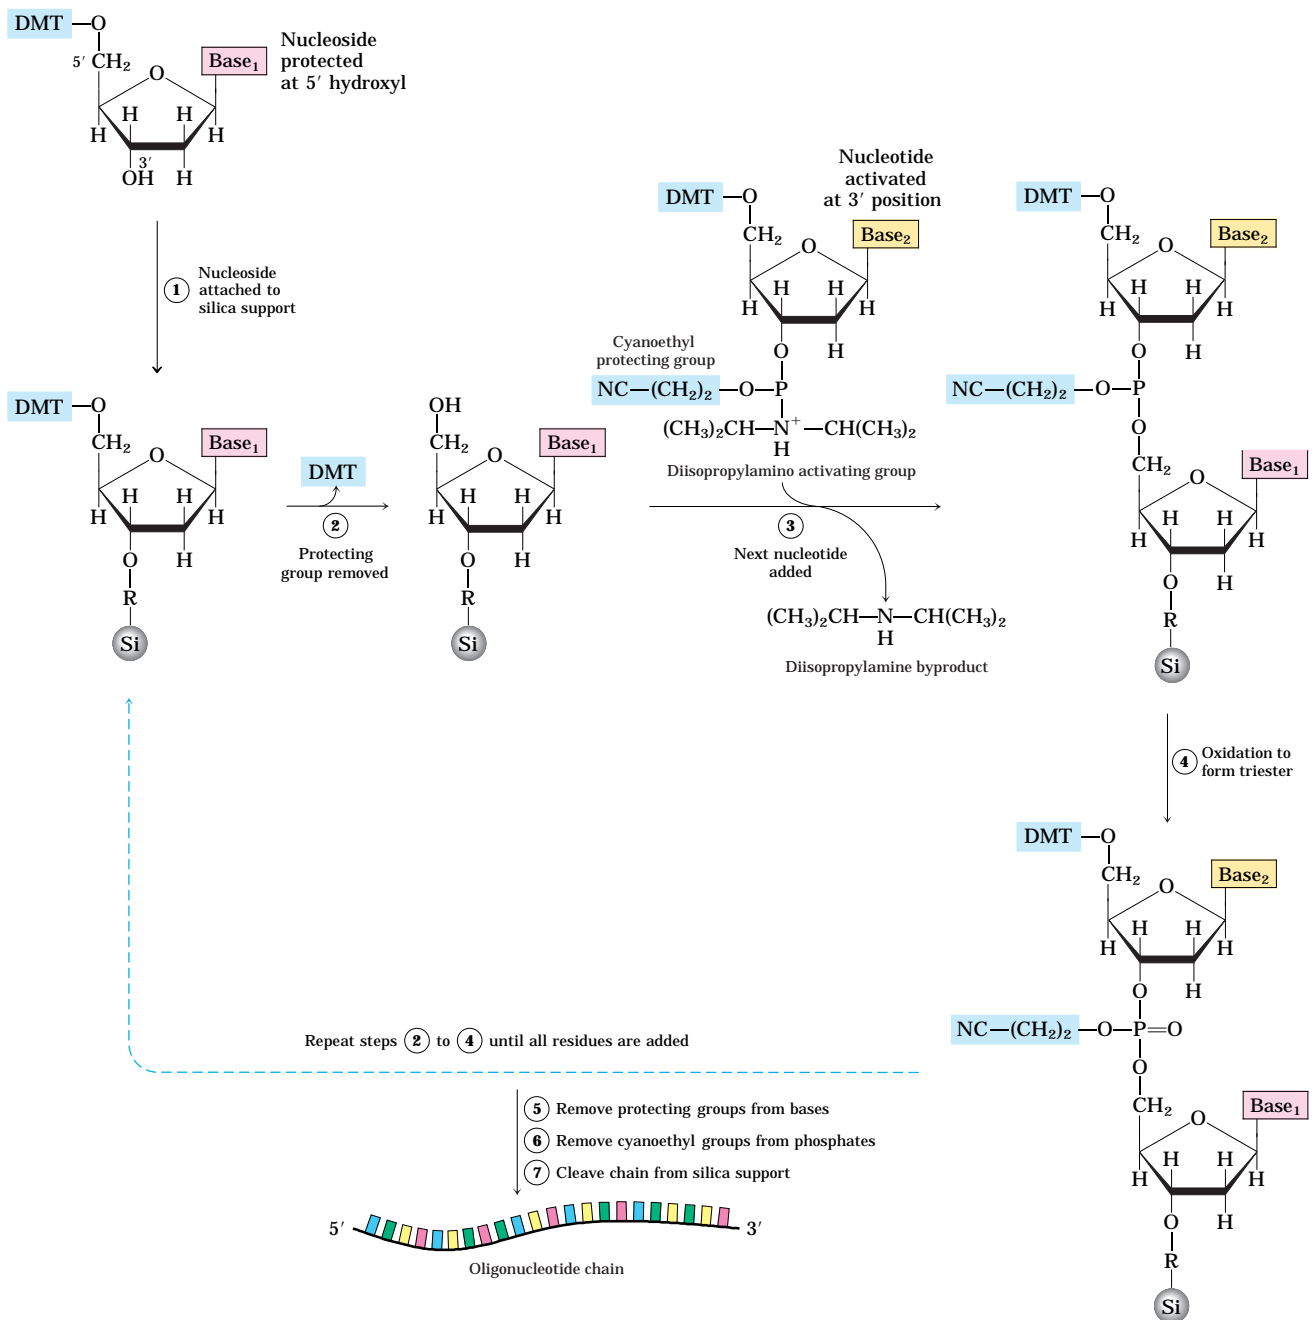 DMT—O
5′ CH₂
O
Base₁
Nucleoside
protected
at 5′ hydroxyl
H H
H H
3′
OH H
1 Nucleoside
attached to
silica support
DMT—O
CH₂
O
Base₁
H H
H H
O H
R
Si
DMT
2
Protecting
group removed
OH
CH₂
O
Base₁
H H
H H
O H
R
Si
Nucleotide
activated
at 3′ position
DMT—O
CH₂
O
Base₂
H H
H H
O H
Cyanoethyl
protecting group
NC—(CH₂)₂—O—P
(CH₃)₂CH—N⁺—CH(CH₃)₂
H
Diisopropylamino activating group
3
Next nucleotide
added
(CH₃)₂CH—N—CH(CH₃)₂
H
Diisopropylamine byproduct
DMT—O
CH₂
O
Base₂
H H
H H
O H
NC—(CH₂)₂—O—P
O
CH₂
O
Base₁
H H
H H
O H
R
Si
4 Oxidation to
form triester
DMT—O
CH₂
O
Base₂
H H
H H
O H
NC—(CH₂)₂—O—P=O
O
CH₂
O
Base₁
H H
H H
O H
R
Si
Repeat steps 2 to 4 until all residues are added
5 Remove protecting groups from bases
6 Remove cyanoethyl groups from phosphates
7 Cleave chain from silica support
5′ 3′
Oligonucleotide chain